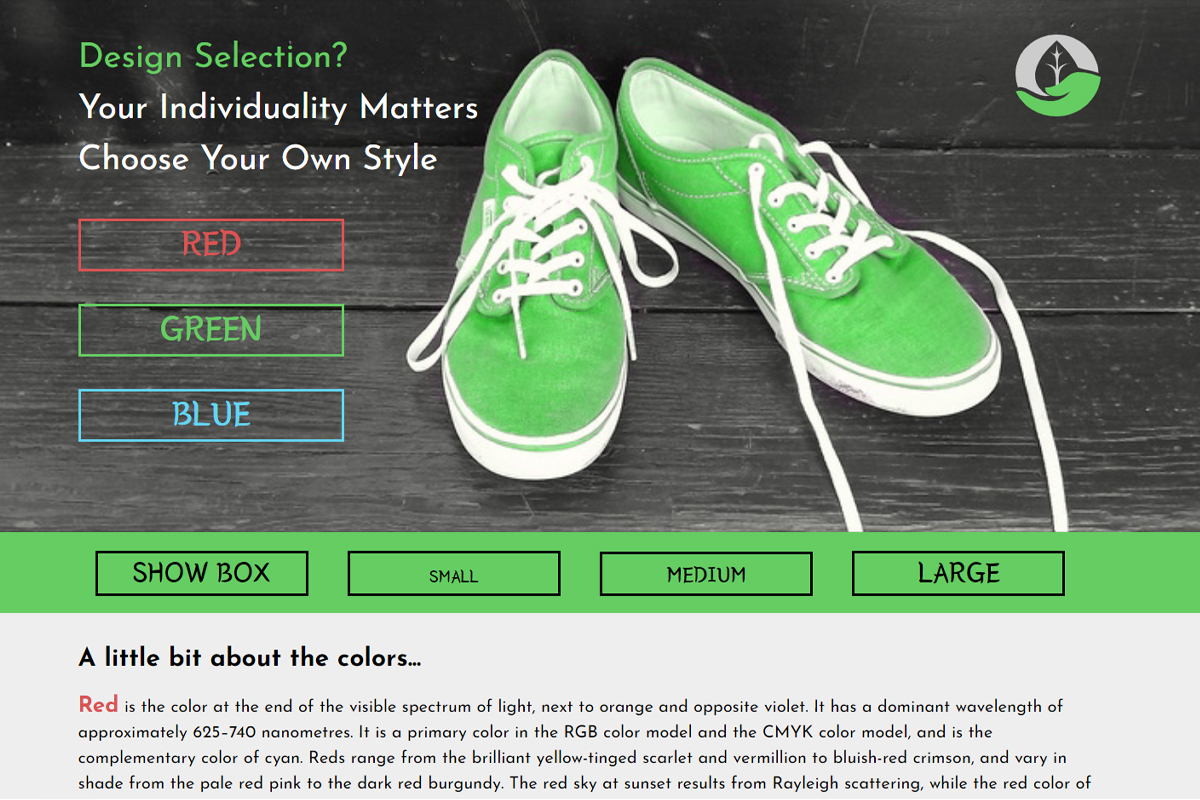 Design Selection?
Your Individuality Matters
Choose Your Own Style
RED
GREEN
BLUE
SHOW BOX
SMALL
MEDIUM
LARGE
A little bit about the colors...
Red is the color at the end of the visible spectrum of light, next to orange and opposite violet. It has a dominant wavelength of
approximately 625–740 nanometres. It is a primary color in the RGB color model and the CMYK color model, and is the
complementary color of cyan. Reds range from the brilliant yellow-tinged scarlet and vermillion to bluish-red crimson, and vary in
shade from the pale red pink to the dark red burgundy. The red sky at sunset results from Rayleigh scattering, while the red color of